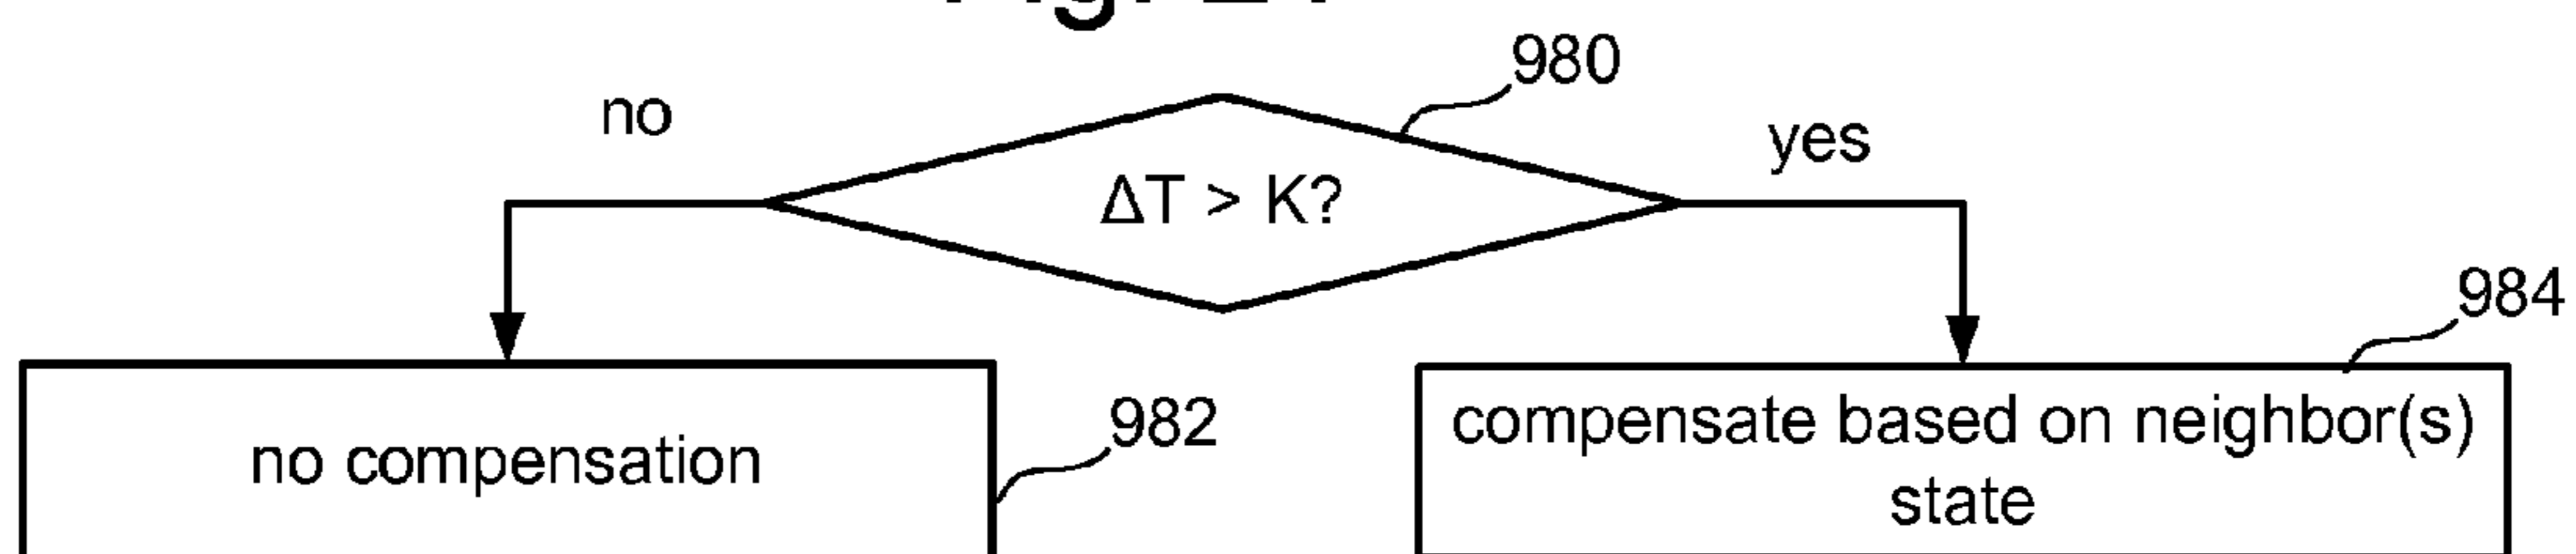 980
no
yes
ΔT > K?
984
982
no compensation
compensate based on neighbor(s)
state